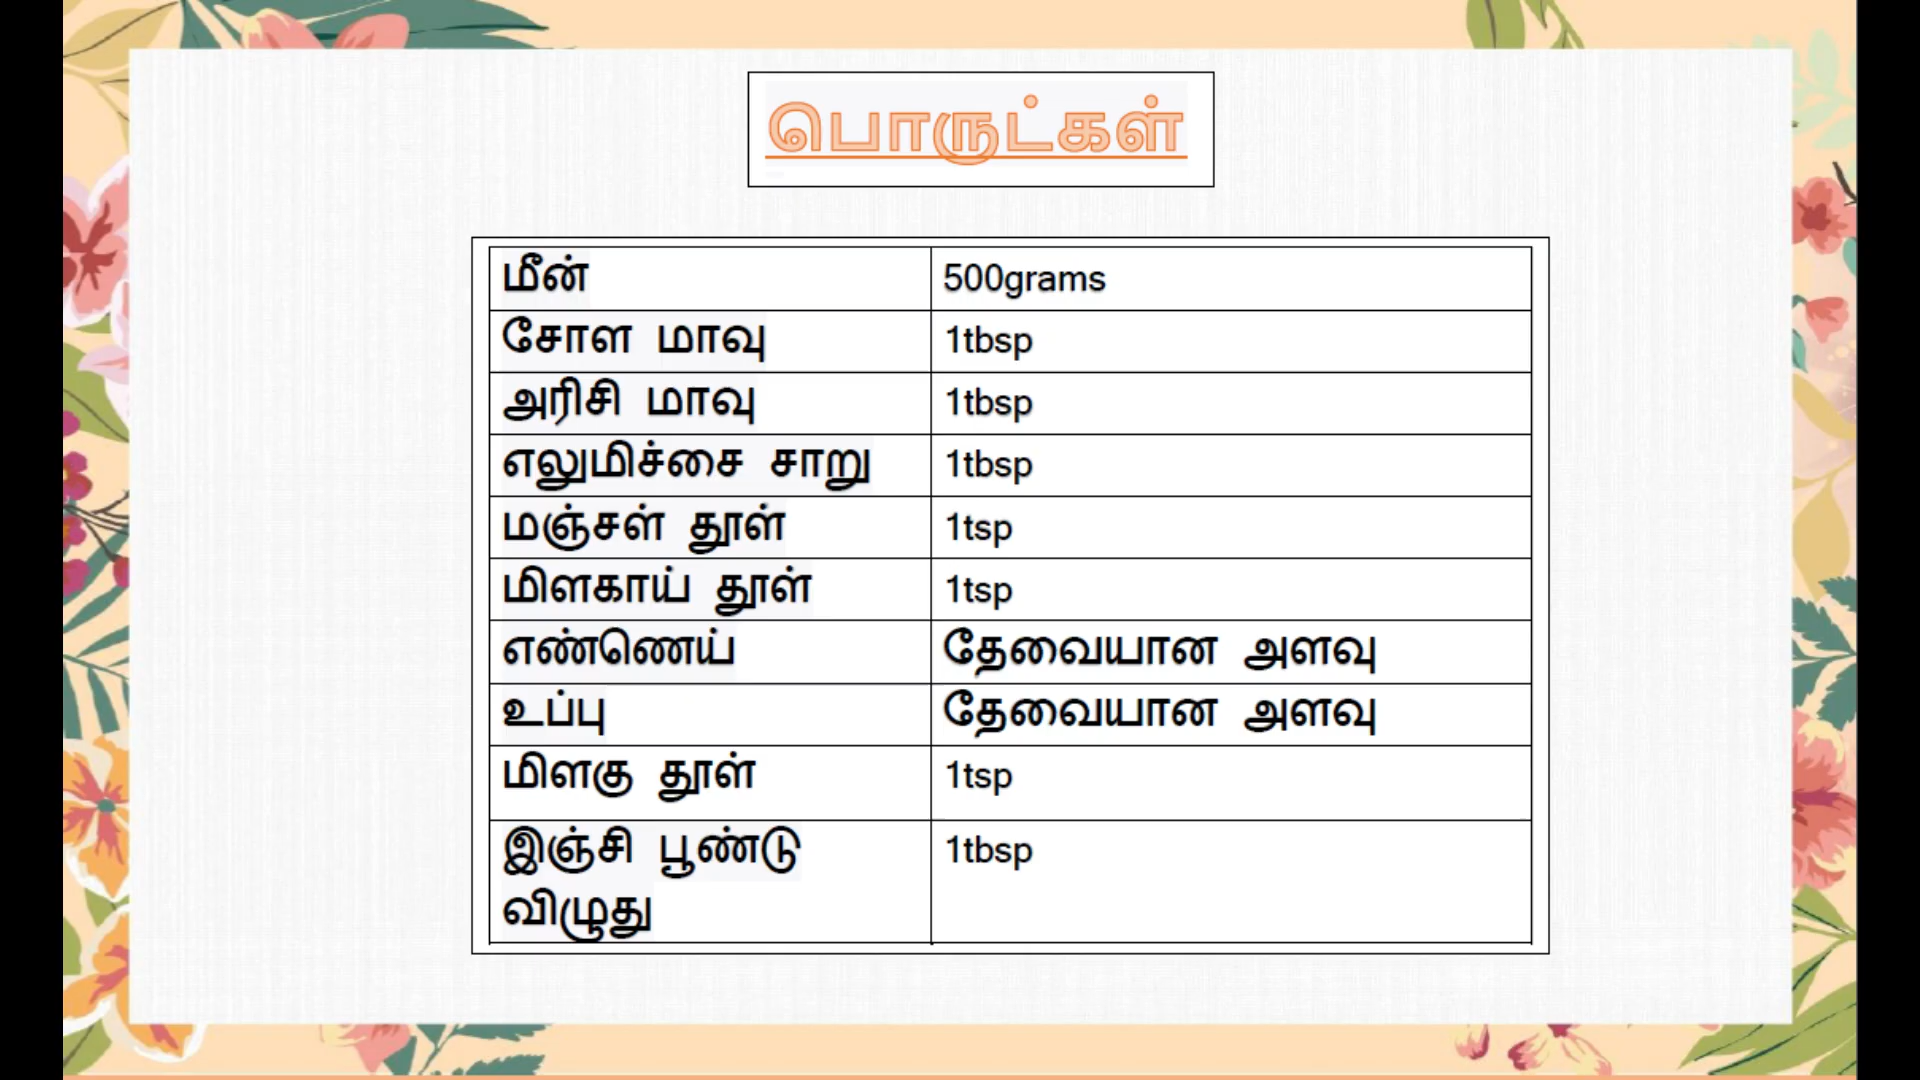 பொருட்கள்
மீன் 500grams
சோள மாவு 1tbsp
அரிசி மாவு 1tbsp
எலுமிச்சை சாறு 1tbsp
மஞ்சள் தூள் 1tsp
மிளகாய் தூள் 1tsp
எண்ணெய் தேவையான அளவு
உப்பு தேவையான அளவு
மிளகு தூள் 1tsp
இஞ்சி பூண்டு 1tbsp
விழுது